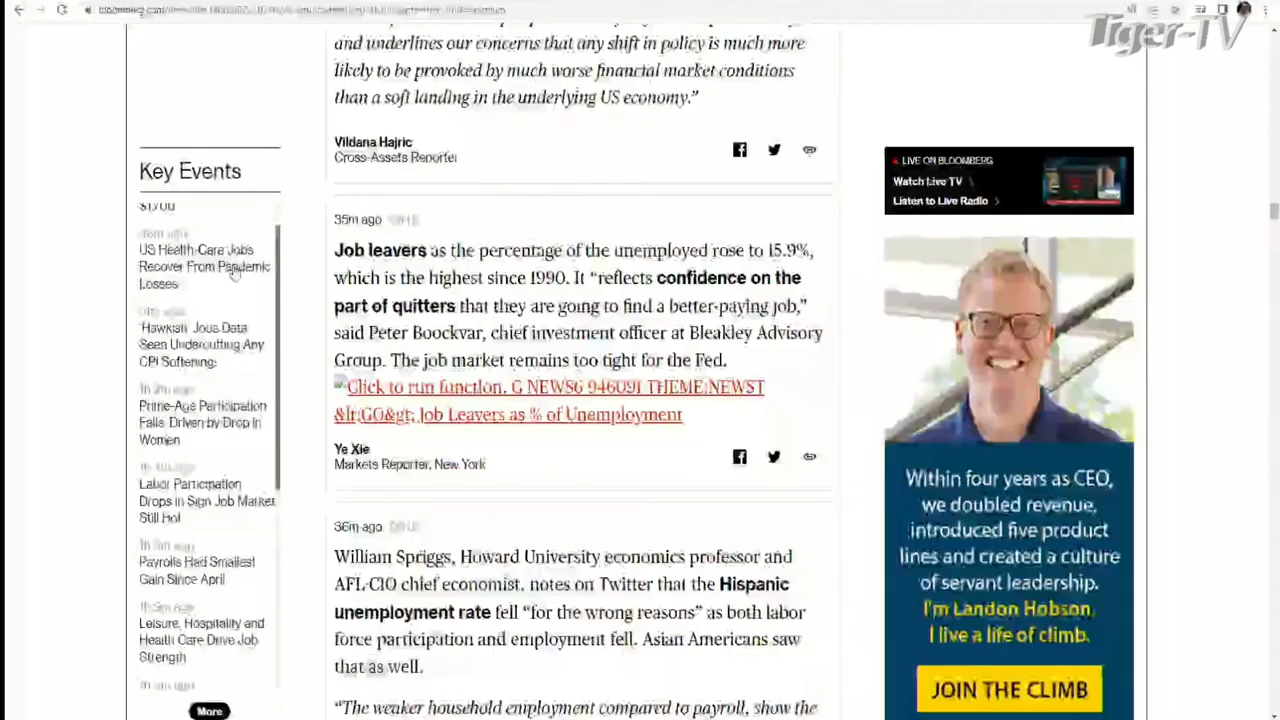 Tiger-TV
and underlines our concerns that any shift in policy is much more
likely to be provoked by much worse financial market conditions
than a soft landing in the underlying US economy.”
Vildana Hajric
Cross-Assets Reporter
Key Events
$1,700
US Health-Care Jobs
Recover From Pandemic
Losses
'Hawkish' Jobs Data
Seen Undercutting Any
CPI Softening:
1h 2m ago
Prime-Age Participation
Falls, Driven by Drop in
Women
Labor Participation
Drops in Sign Job Market
Still Hot
Payrolls Had Smallest
Gain Since April
Leisure, Hospitality and
Health Care Drive Job
Strength
More
35m ago
Job leavers as the percentage of the unemployed rose to 15.9%,
which is the highest since 1990. It “reflects confidence on the
part of quitters that they are going to find a better-paying job,”
said Peter Boockvar, chief investment officer at Bleakley Advisory
Group. The job market remains too tight for the Fed.
Click to run function. G NEWS6 946091 THEME:NEWST
&lt;GO&gt; Job Leavers as % of Unemployment
Ye Xie
Markets Reporter, New York
36m ago
William Spriggs, Howard University economics professor and
AFL-CIO chief economist, notes on Twitter that the Hispanic
unemployment rate fell “for the wrong reasons” as both labor
force participation and employment fell. Asian Americans saw
that as well.
“The weaker household employment compared to payroll, show the
LIVE ON BLOOMBERG
Watch Live TV
Listen to Live Radio
Within four years as CEO,
we doubled revenue,
introduced five product
lines and created a culture
of servant leadership.
I'm Landon Hobson,
I live a life of climb.
JOIN THE CLIMB